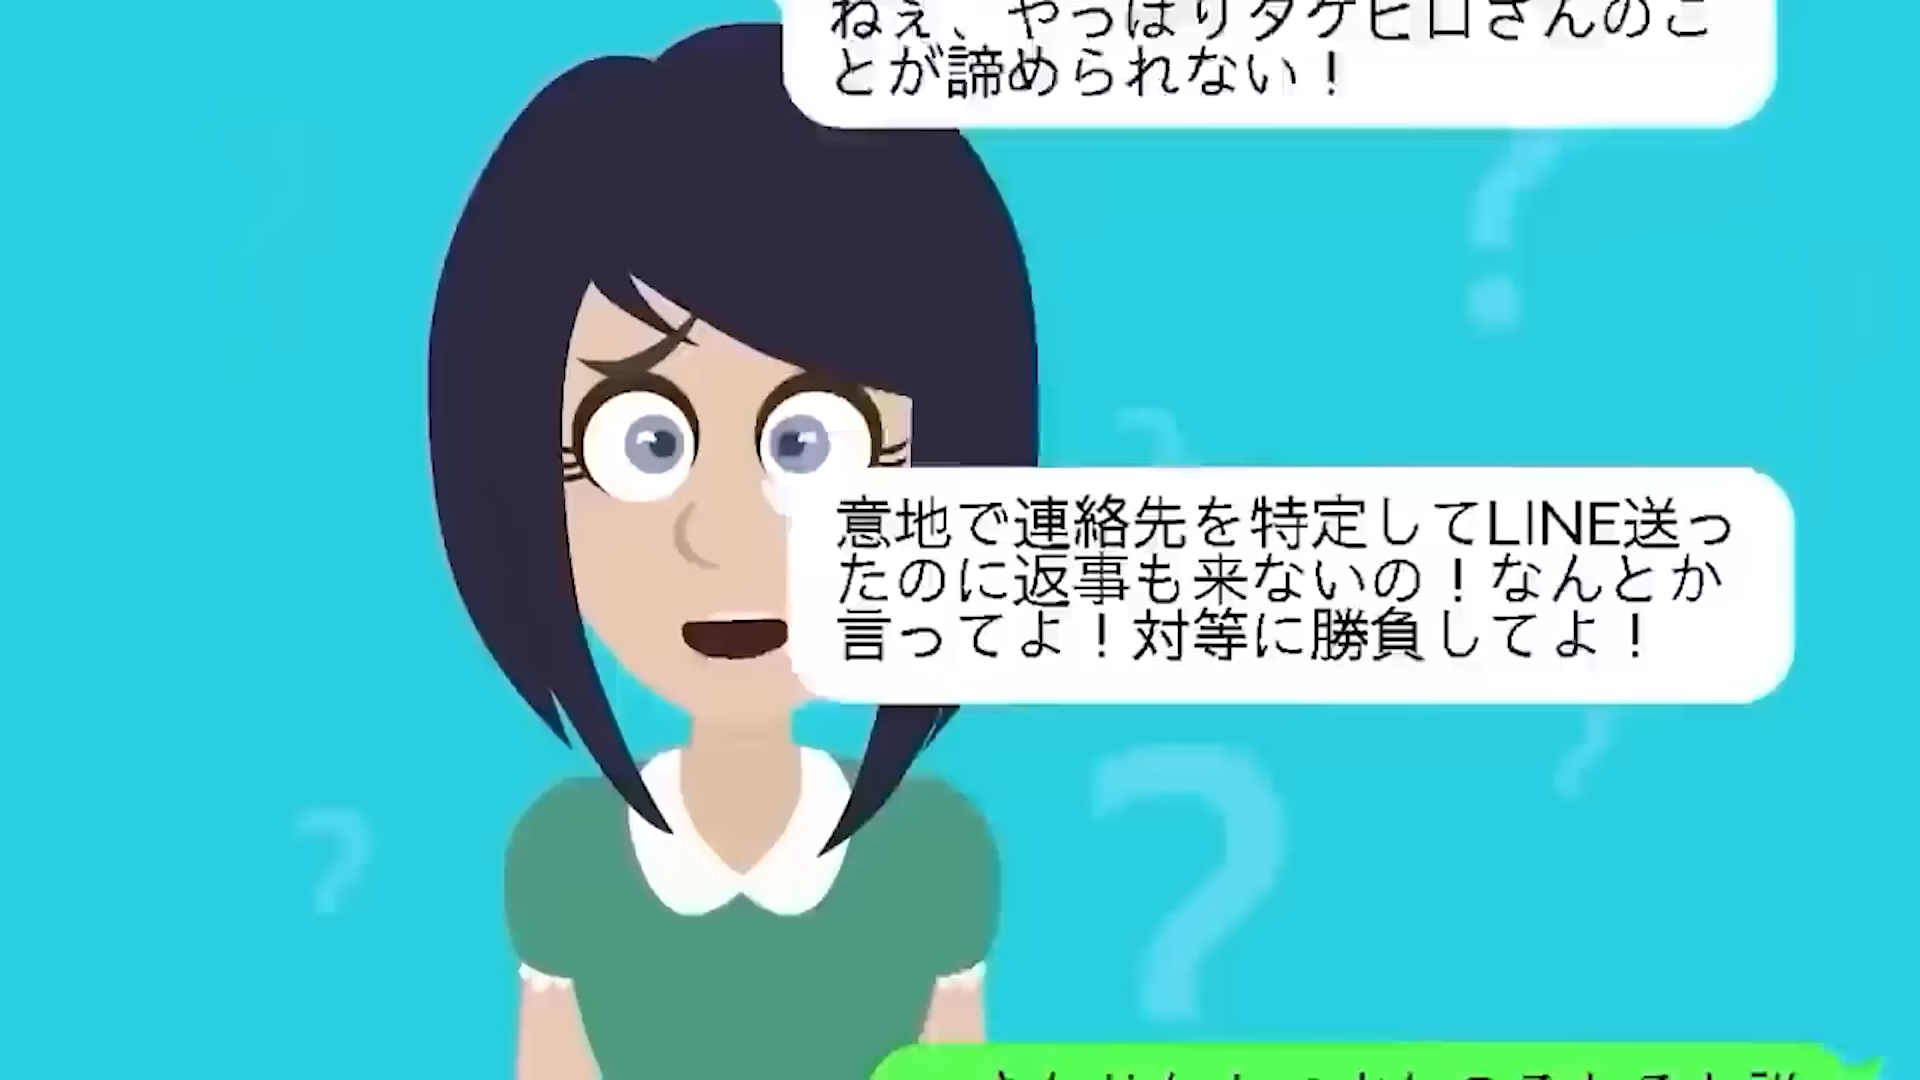 ねぇ、やっぱりタケヒロさんのこ
とが諦められない！
意地で連絡先を特定してLINE送っ
たのに返事も来ないの！なんとか
言ってよ！対等に勝負してよ！